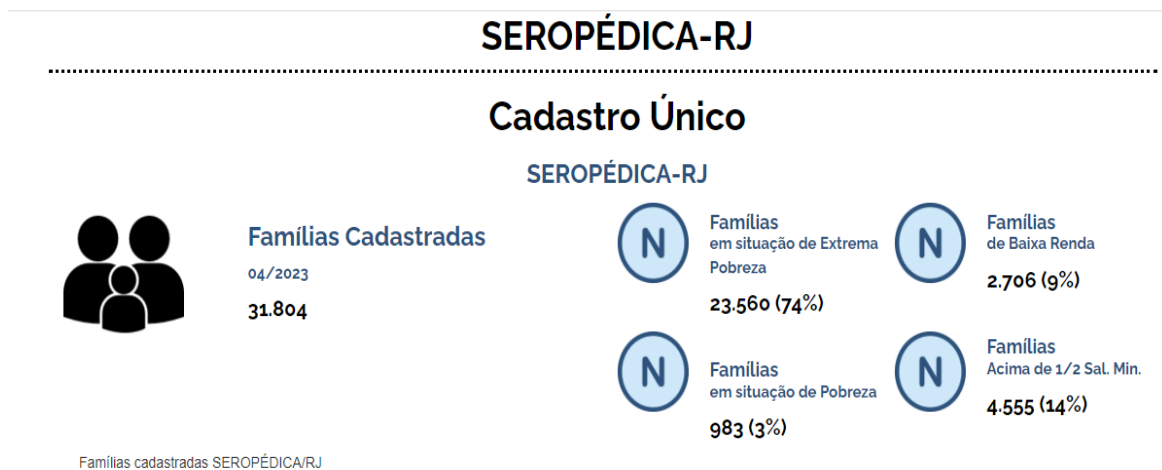 SEROPÉDICA-RJ
Cadastro Único
SEROPÉDICA-RJ
Famílias Cadastradas
04/2023
31.804
N
Famílias
em situação de Extrema
Pobreza
23.560 (74%)
N
Famílias
de Baixa Renda
2.706 (9%)
N
Famílias
em situação de Pobreza
983 (3%)
N
Famílias
Acima de 1/2 Sal. Min.
4.555 (14%)
Famílias cadastradas SEROPÉDICA/RJ